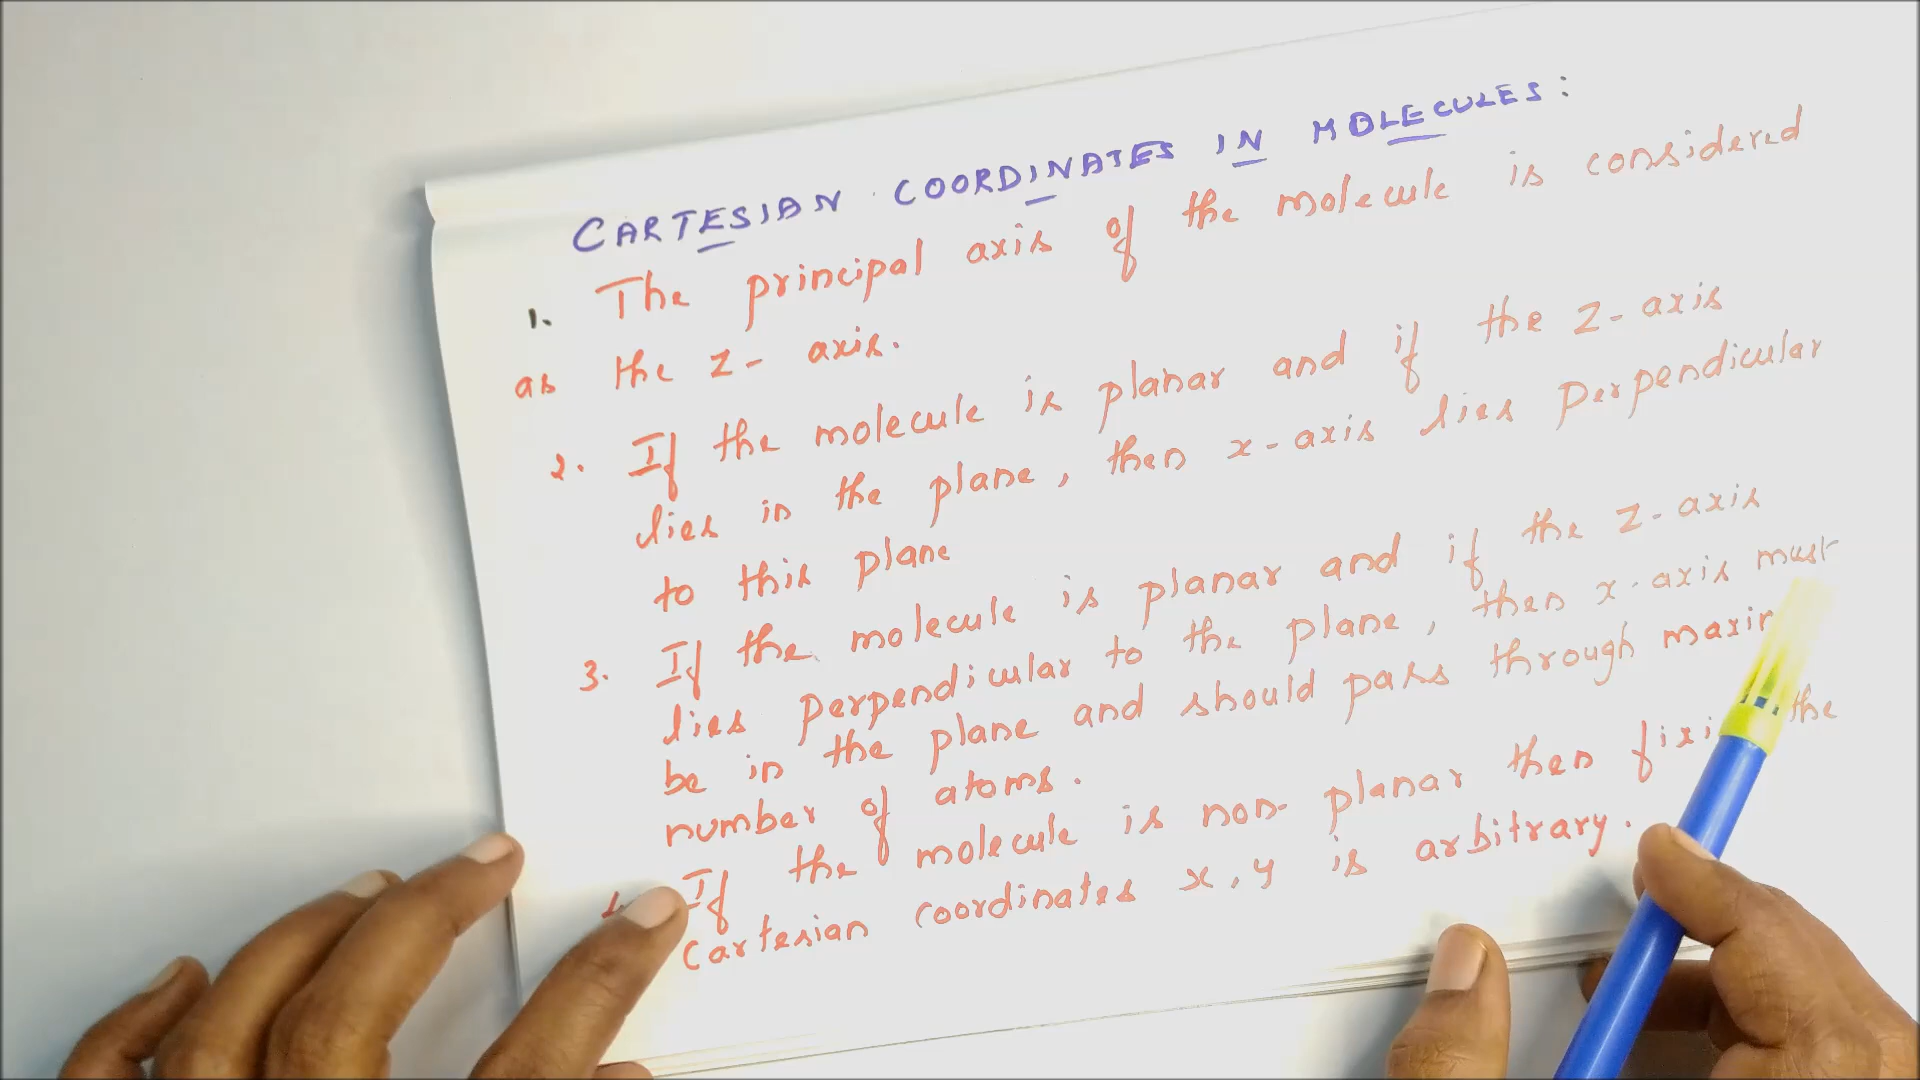 CARTESIAN COORDINATES IN MOLECULES:
1. The principal axis of the molecule is considered
as the z- axis.
2. If the molecule is planar and if the z-axis
lies in the plane, then x-axis lies perpendicular
to this plane
3. If the molecule is planar and if the z-axis
lies perpendicular to the plane, then x-axis must
be in the plane and should pass through
number of atoms.
If the molecule is non-planar then the
cartesian coordinates x, y is arbitrary.